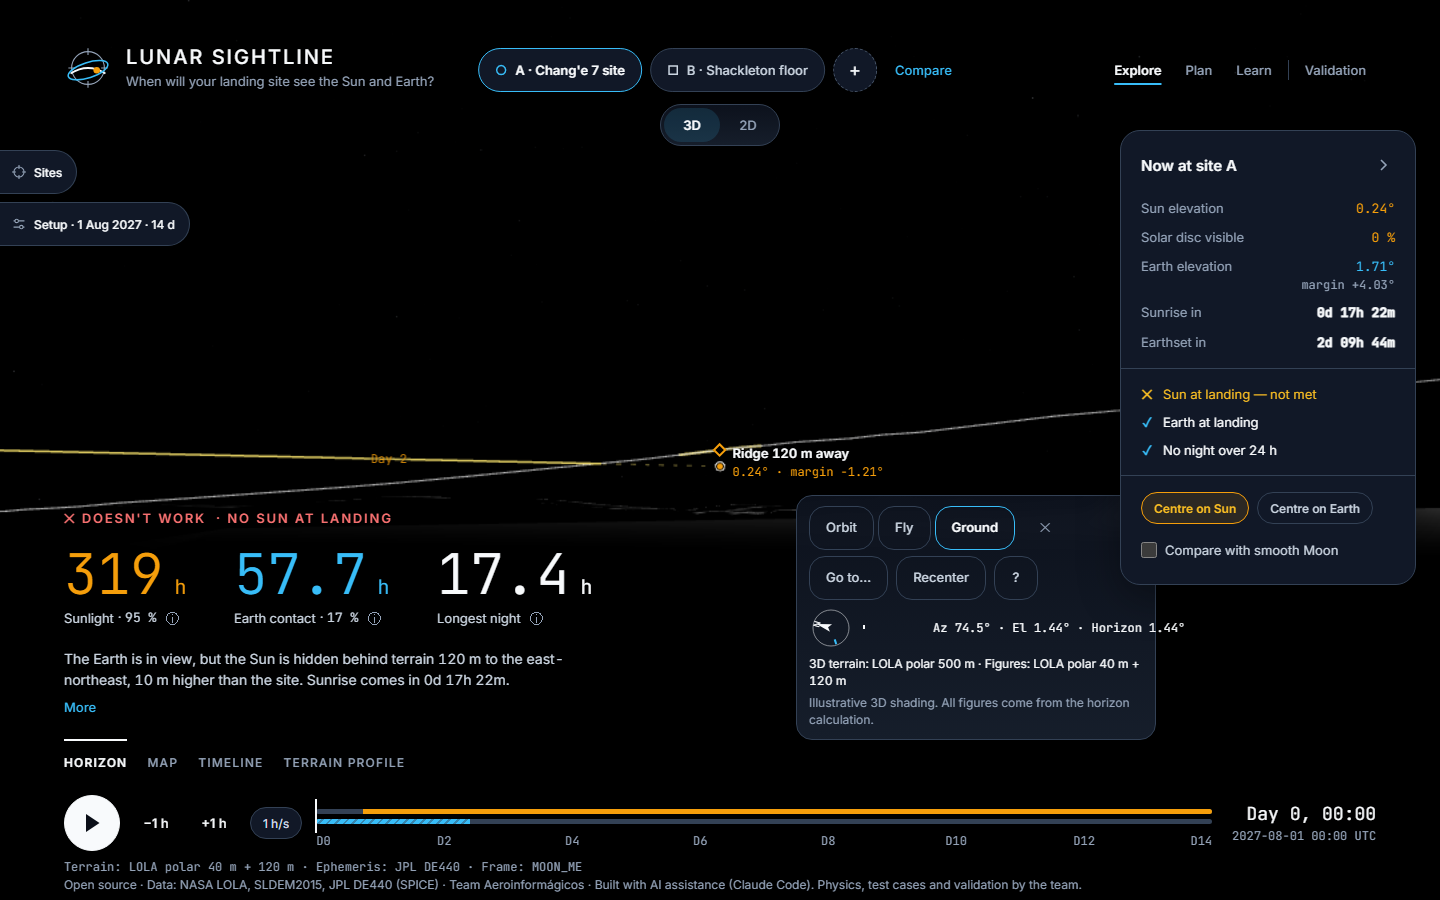 LUNAR SIGHTLINE
When will your landing site see the Sun and Earth?
A · Chang'e 7 site
B · Shackleton floor
+
Compare
Explore
Plan
Learn
Validation
3D
2D
Sites
Setup · 1 Aug 2027 · 14 d
Now at site A
Sun elevation 0.24°
Solar disc visible 0 %
Earth elevation 1.71°
margin +4.03°
Sunrise in 0d 17h 22m
Earthset in 2d 09h 44m
Sun at landing — not met
Earth at landing
No night over 24 h
Centre on Sun
Centre on Earth
Compare with smooth Moon
Day 2
Ridge 120 m away
0.24° · margin -1.21°
DOESN'T WORK · NO SUN AT LANDING
319 h
Sunlight · 95 %
57.7 h
Earth contact · 17 %
17.4 h
Longest night
The Earth is in view, but the Sun is hidden behind terrain 120 m to the east-
northeast, 10 m higher than the site. Sunrise comes in 0d 17h 22m.
More
Orbit
Fly
Ground
Go to...
Recenter
?
Az 74.5° · El 1.44° · Horizon 1.44°
3D terrain: LOLA polar 500 m · Figures: LOLA polar 40 m +
120 m
Illustrative 3D shading. All figures come from the horizon
calculation.
HORIZON
MAP
TIMELINE
TERRAIN PROFILE
−1 h
+1 h
1 h/s
D0
D2
D4
D6
D8
D10
D12
D14
Day 0, 00:00
2027-08-01 00:00 UTC
Terrain: LOLA polar 40 m + 120 m · Ephemeris: JPL DE440 · Frame: MOON_ME
Open source · Data: NASA LOLA, SLDEM2015, JPL DE440 (SPICE) · Team Aeroinformágicos · Built with AI assistance (Claude Code). Physics, test cases and validation by the team.